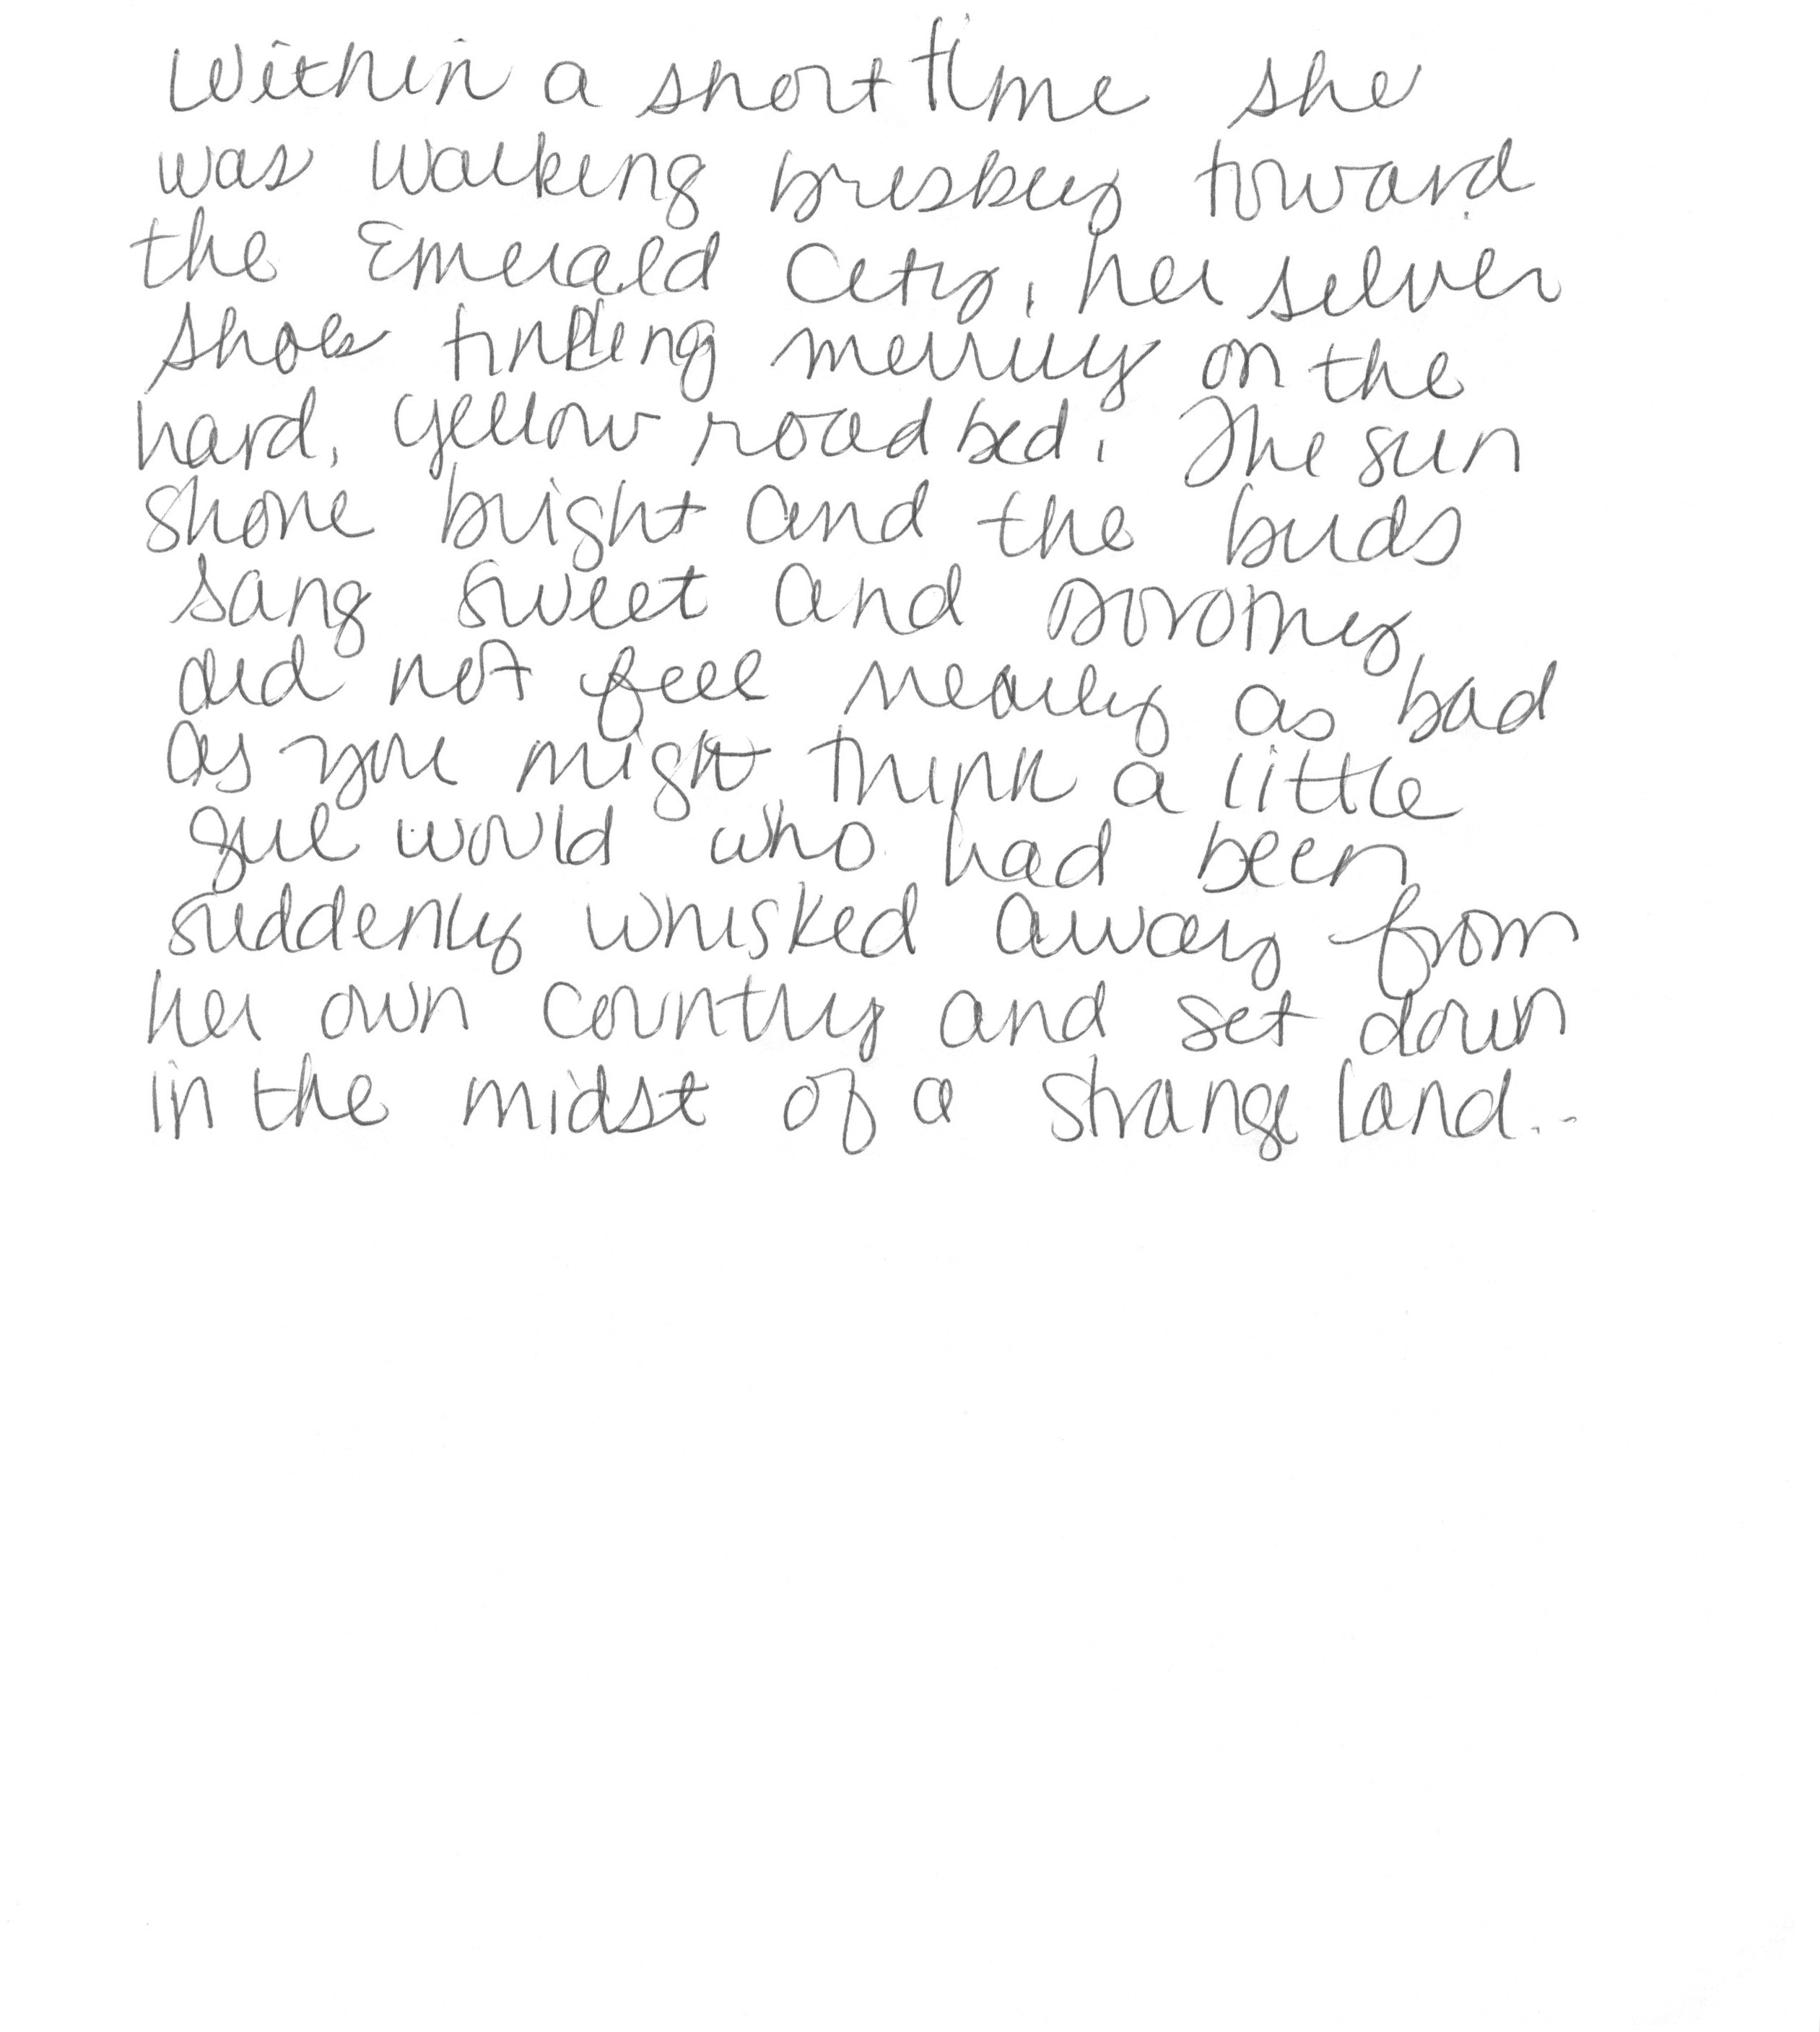 Within a short time she
was walking briskly toward
the Emerald City, her silver
shoes tinkling merrily on the
hard, yellow roadbed. The sun
shone bright and the birds
sang sweet and Dorothy
did not feel nearly as bad
as you might think a little
girl would who had been
suddenly whisked away from
her own country and set down
in the midst of a strange land...